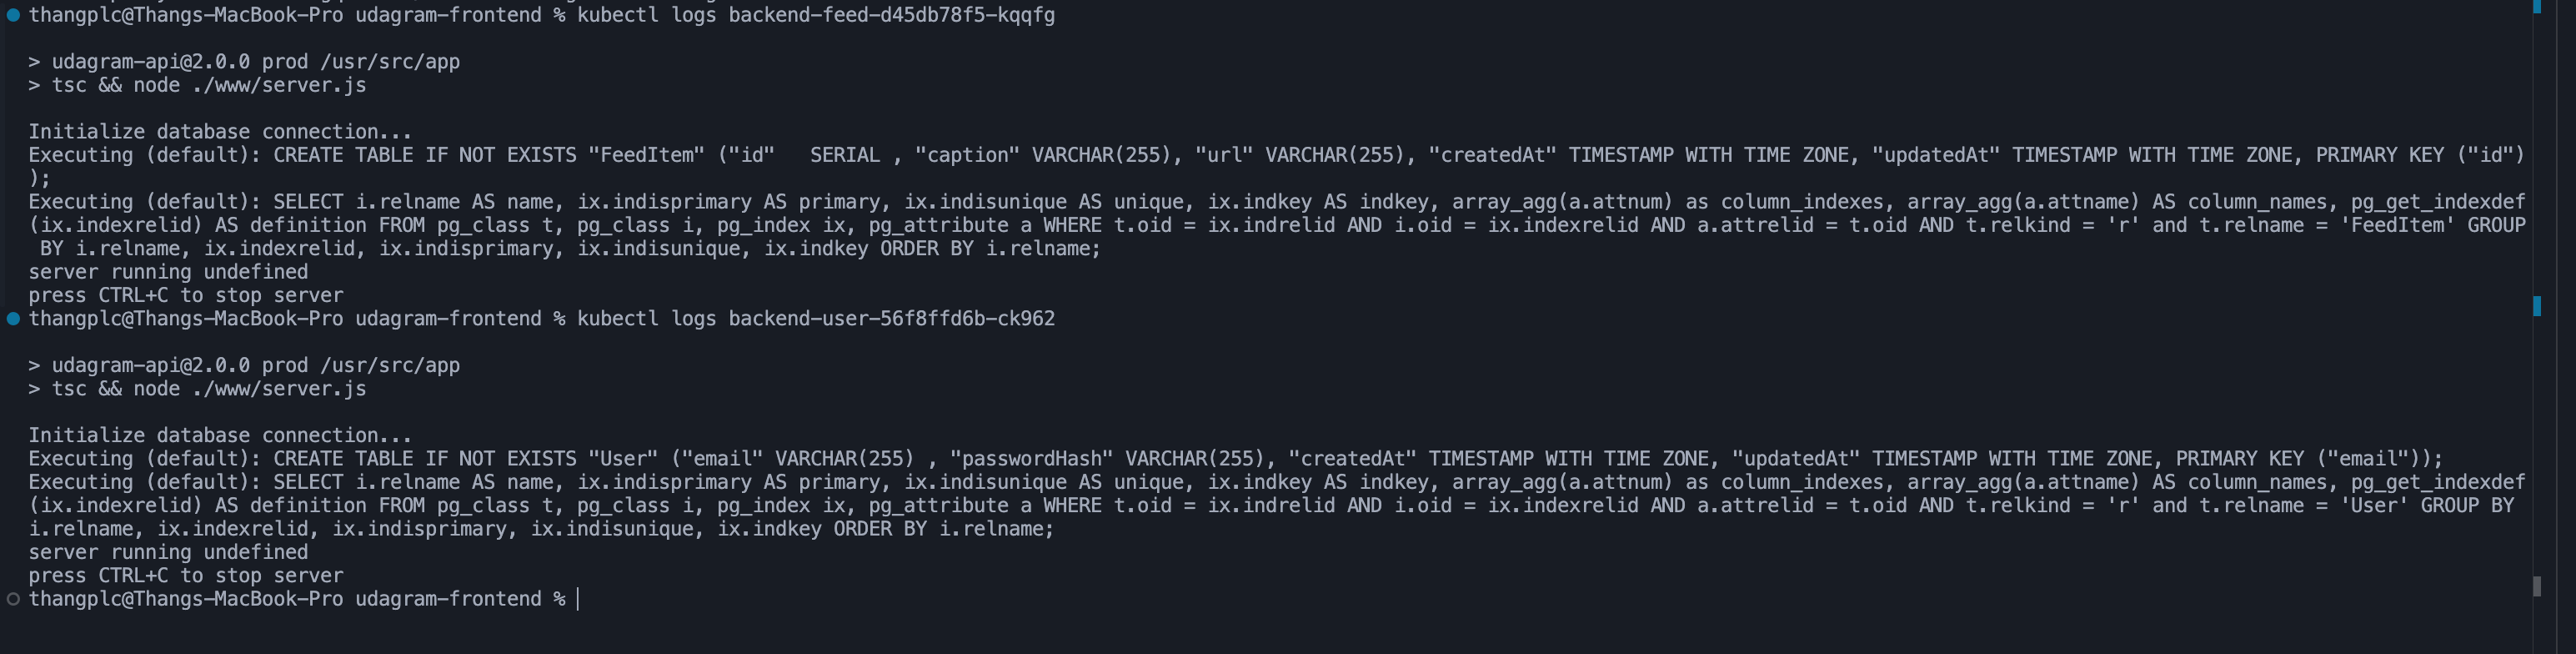 thangplc@Thangs-MacBook-Pro udagram-frontend % kubectl logs backend-feed-d45db78f5-kqqfg
> udagram-api@2.0.0 prod /usr/src/app
> tsc && node ./www/server.js
Initialize database connection...
Executing (default): CREATE TABLE IF NOT EXISTS "FeedItem" ("id"   SERIAL , "caption" VARCHAR(255), "url" VARCHAR(255), "createdAt" TIMESTAMP WITH TIME ZONE, "updatedAt" TIMESTAMP WITH TIME ZONE, PRIMARY KEY ("id")
);
Executing (default): SELECT i.relname AS name, ix.indisprimary AS primary, ix.indisunique AS unique, ix.indkey AS indkey, array_agg(a.attnum) as column_indexes, array_agg(a.attname) AS column_names, pg_get_indexdef
(ix.indexrelid) AS definition FROM pg_class t, pg_class i, pg_index ix, pg_attribute a WHERE t.oid = ix.indrelid AND i.oid = ix.indexrelid AND a.attrelid = t.oid AND t.relkind = 'r' and t.relname = 'FeedItem' GROUP
 BY i.relname, ix.indexrelid, ix.indisprimary, ix.indisunique, ix.indkey ORDER BY i.relname;
server running undefined
press CTRL+C to stop server
thangplc@Thangs-MacBook-Pro udagram-frontend % kubectl logs backend-user-56f8ffd6b-ck962
> udagram-api@2.0.0 prod /usr/src/app
> tsc && node ./www/server.js
Initialize database connection...
Executing (default): CREATE TABLE IF NOT EXISTS "User" ("email" VARCHAR(255) , "passwordHash" VARCHAR(255), "createdAt" TIMESTAMP WITH TIME ZONE, "updatedAt" TIMESTAMP WITH TIME ZONE, PRIMARY KEY ("email"));
Executing (default): SELECT i.relname AS name, ix.indisprimary AS primary, ix.indisunique AS unique, ix.indkey AS indkey, array_agg(a.attnum) as column_indexes, array_agg(a.attname) AS column_names, pg_get_indexdef
(ix.indexrelid) AS definition FROM pg_class t, pg_class i, pg_index ix, pg_attribute a WHERE t.oid = ix.indrelid AND i.oid = ix.indexrelid AND a.attrelid = t.oid AND t.relkind = 'r' and t.relname = 'User' GROUP BY
i.relname, ix.indexrelid, ix.indisprimary, ix.indisunique, ix.indkey ORDER BY i.relname;
server running undefined
press CTRL+C to stop server
thangplc@Thangs-MacBook-Pro udagram-frontend %